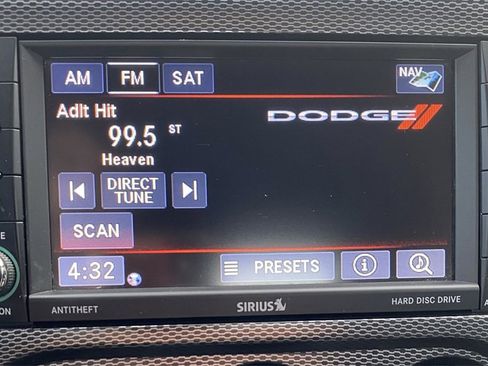 AM FM SAT NAV
Adlt Hit
99.5 ST
DODGE
Heaven
DIRECT
TUNE
SCAN
4:32 PRESETS
ANTITHEFT SIRIUS HARD DISC DRIVE